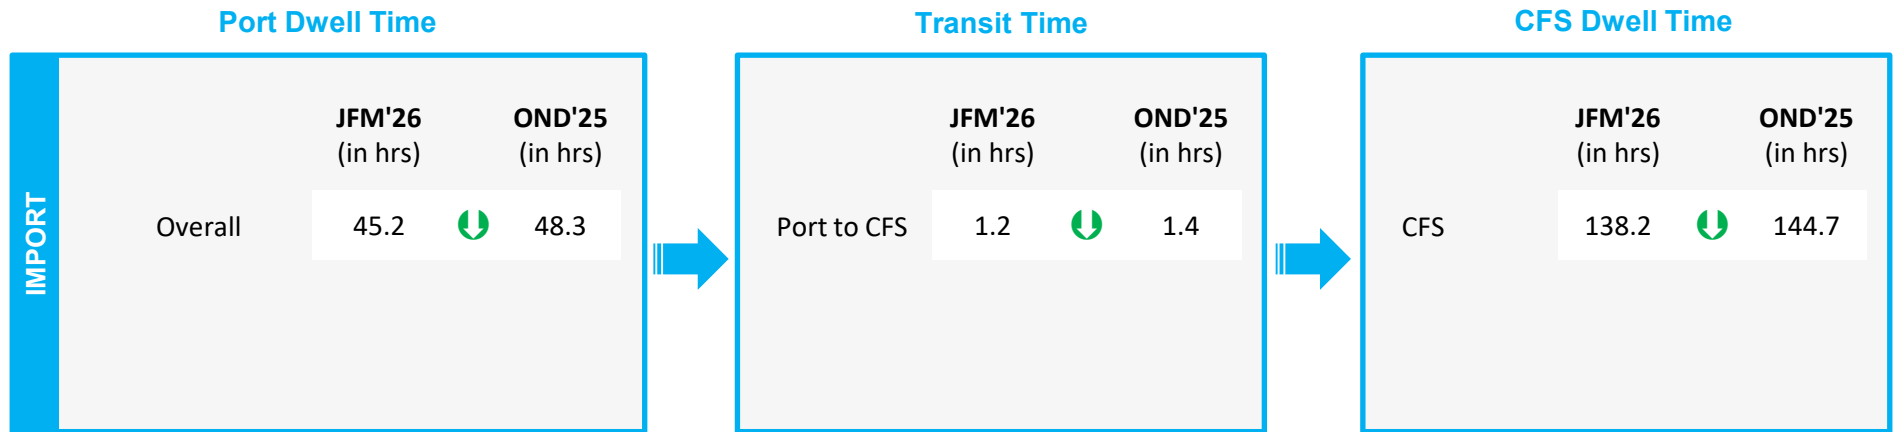 Port Dwell Time
Transit Time
CFS Dwell Time
IMPORT
JFM'26 OND'25
(in hrs) (in hrs)
Overall 45.2 48.3
JFM'26 OND'25
(in hrs) (in hrs)
Port to CFS 1.2 1.4
JFM'26 OND'25
(in hrs) (in hrs)
CFS 138.2 144.7